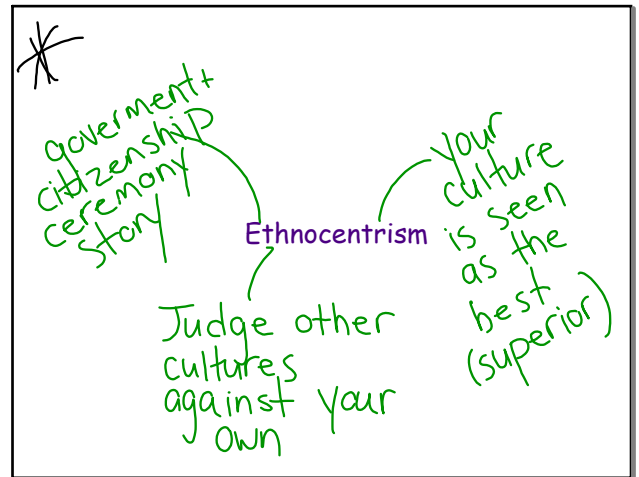 goverment+
citizenship
ceremony
story
Ethnocentrism
your
culture
is seen
as the
best
(superior)
Judge other
cultures
against your
own